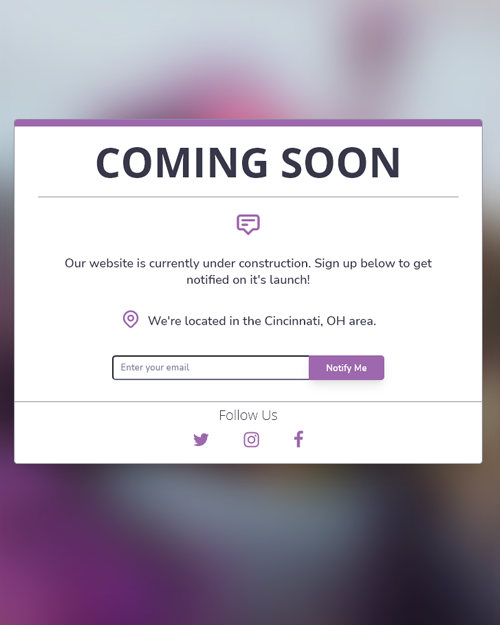 COMING SOON
Our website is currently under construction. Sign up below to get
notified on it's launch!
We're located in the Cincinnati, OH area.
Enter your email
Notify Me
Follow Us